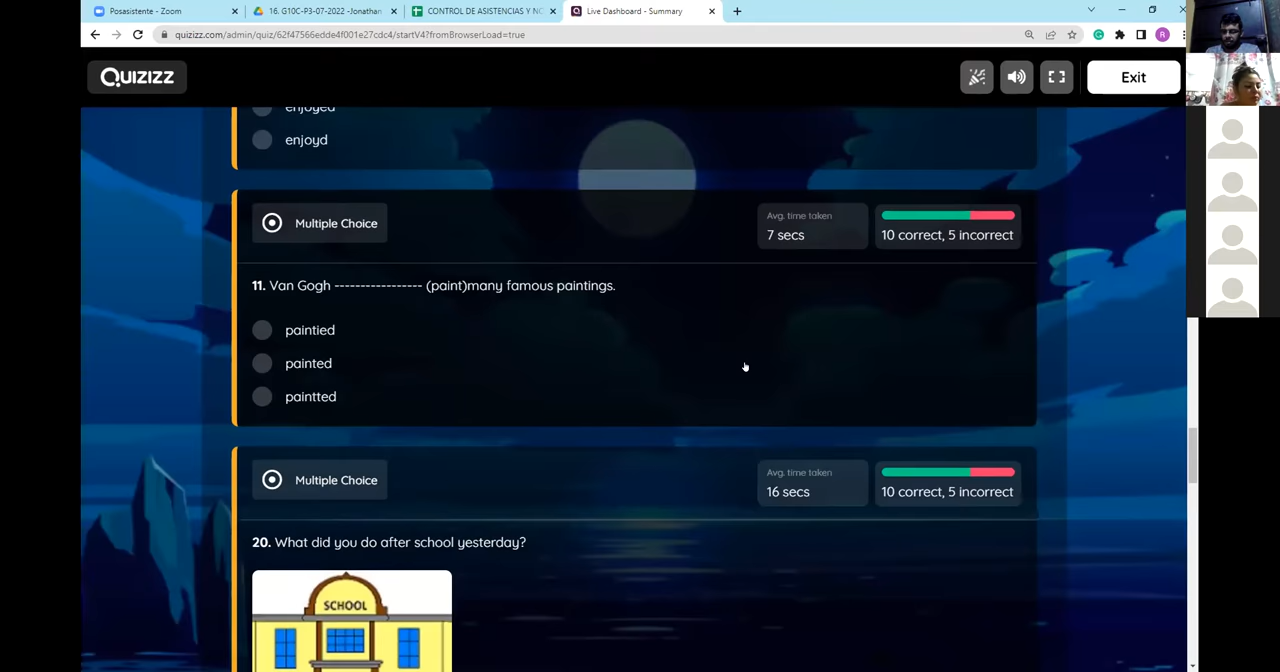 Posasistente - Zoom
16. G10C-P3-07-2022 -Jonathan
CONTROL DE ASISTENCIAS Y NO
Live Dashboard - Summary
quizizz.com/admin/quiz/62f47566edde4f001e27cdc4/startV4?fromBrowserLoad=true
R
QUIZIZZ
Exit
enjoyed
enjoyd
Multiple Choice
Avg. time taken
7 secs
10 correct, 5 incorrect
11. Van Gogh ----------------- (paint)many famous paintings.
paintied
painted
paintted
Multiple Choice
Avg. time taken
16 secs
10 correct, 5 incorrect
20. What did you do after school yesterday?
SCHOOL